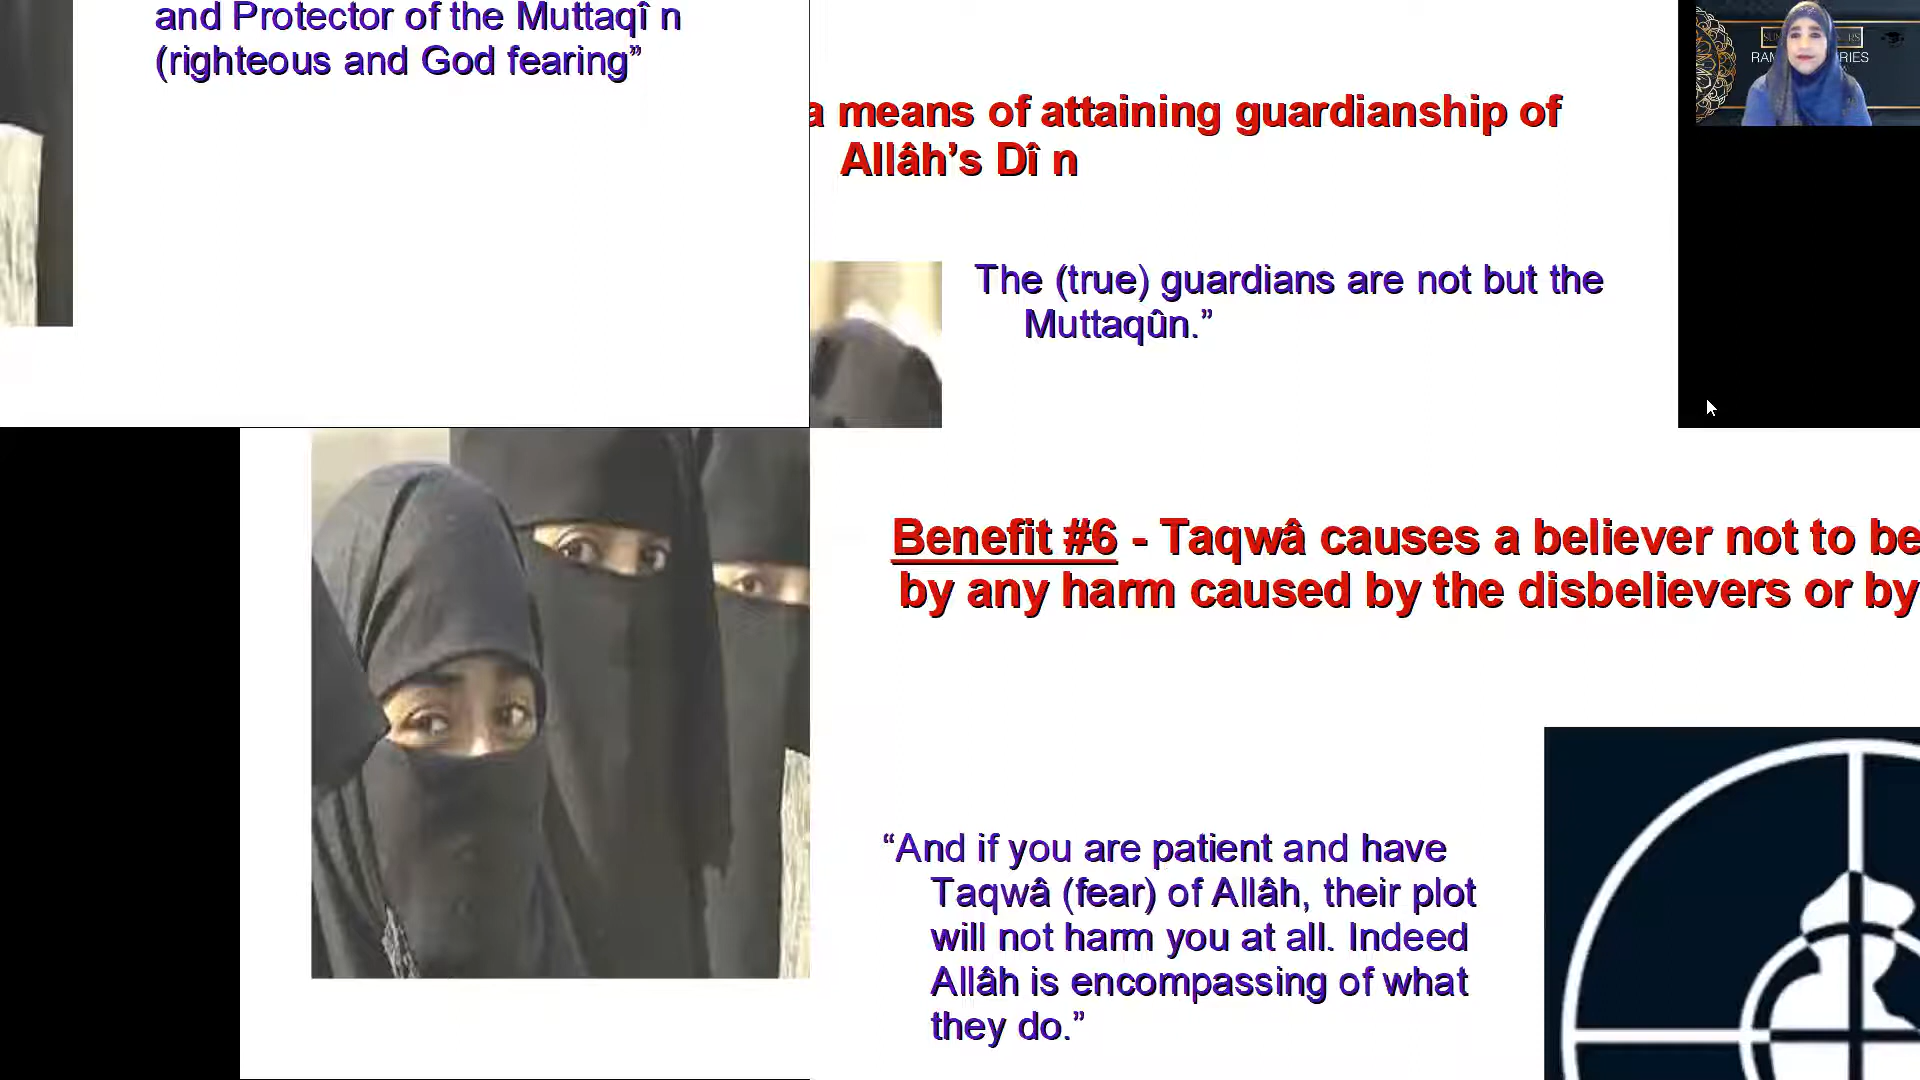 and Protector of the Muttaqî n
(righteous and God fearing”
a means of attaining guardianship of
Allâh’s Dî n
The (true) guardians are not but the
Muttaqûn.”
Benefit #6 - Taqwâ causes a believer not to be
by any harm caused by the disbelievers or by
“And if you are patient and have
Taqwâ (fear) of Allâh, their plot
will not harm you at all. Indeed
Allâh is encompassing of what
they do.”